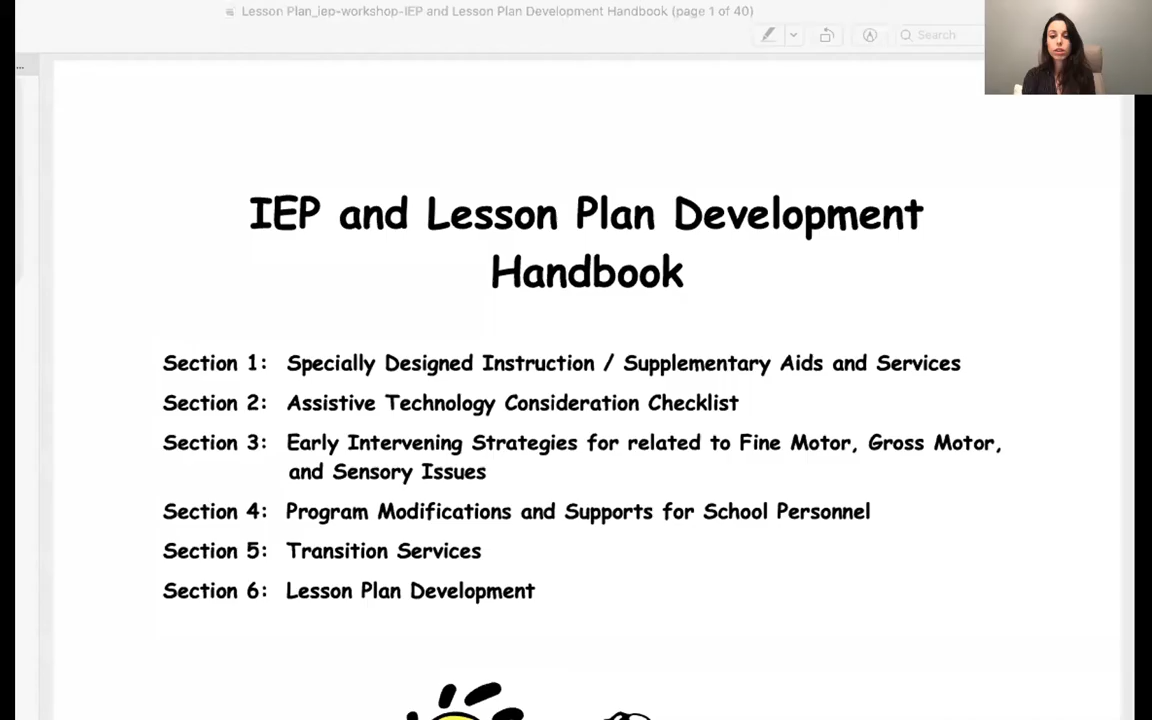 Lesson Plan_iep-workshop-IEP and Lesson Plan Development Handbook (page 1 of 40)
Search
...
IEP and Lesson Plan Development
Handbook
Section 1: Specially Designed Instruction / Supplementary Aids and Services
Section 2: Assistive Technology Consideration Checklist
Section 3: Early Intervening Strategies for related to Fine Motor, Gross Motor,
and Sensory Issues
Section 4: Program Modifications and Supports for School Personnel
Section 5: Transition Services
Section 6: Lesson Plan Development